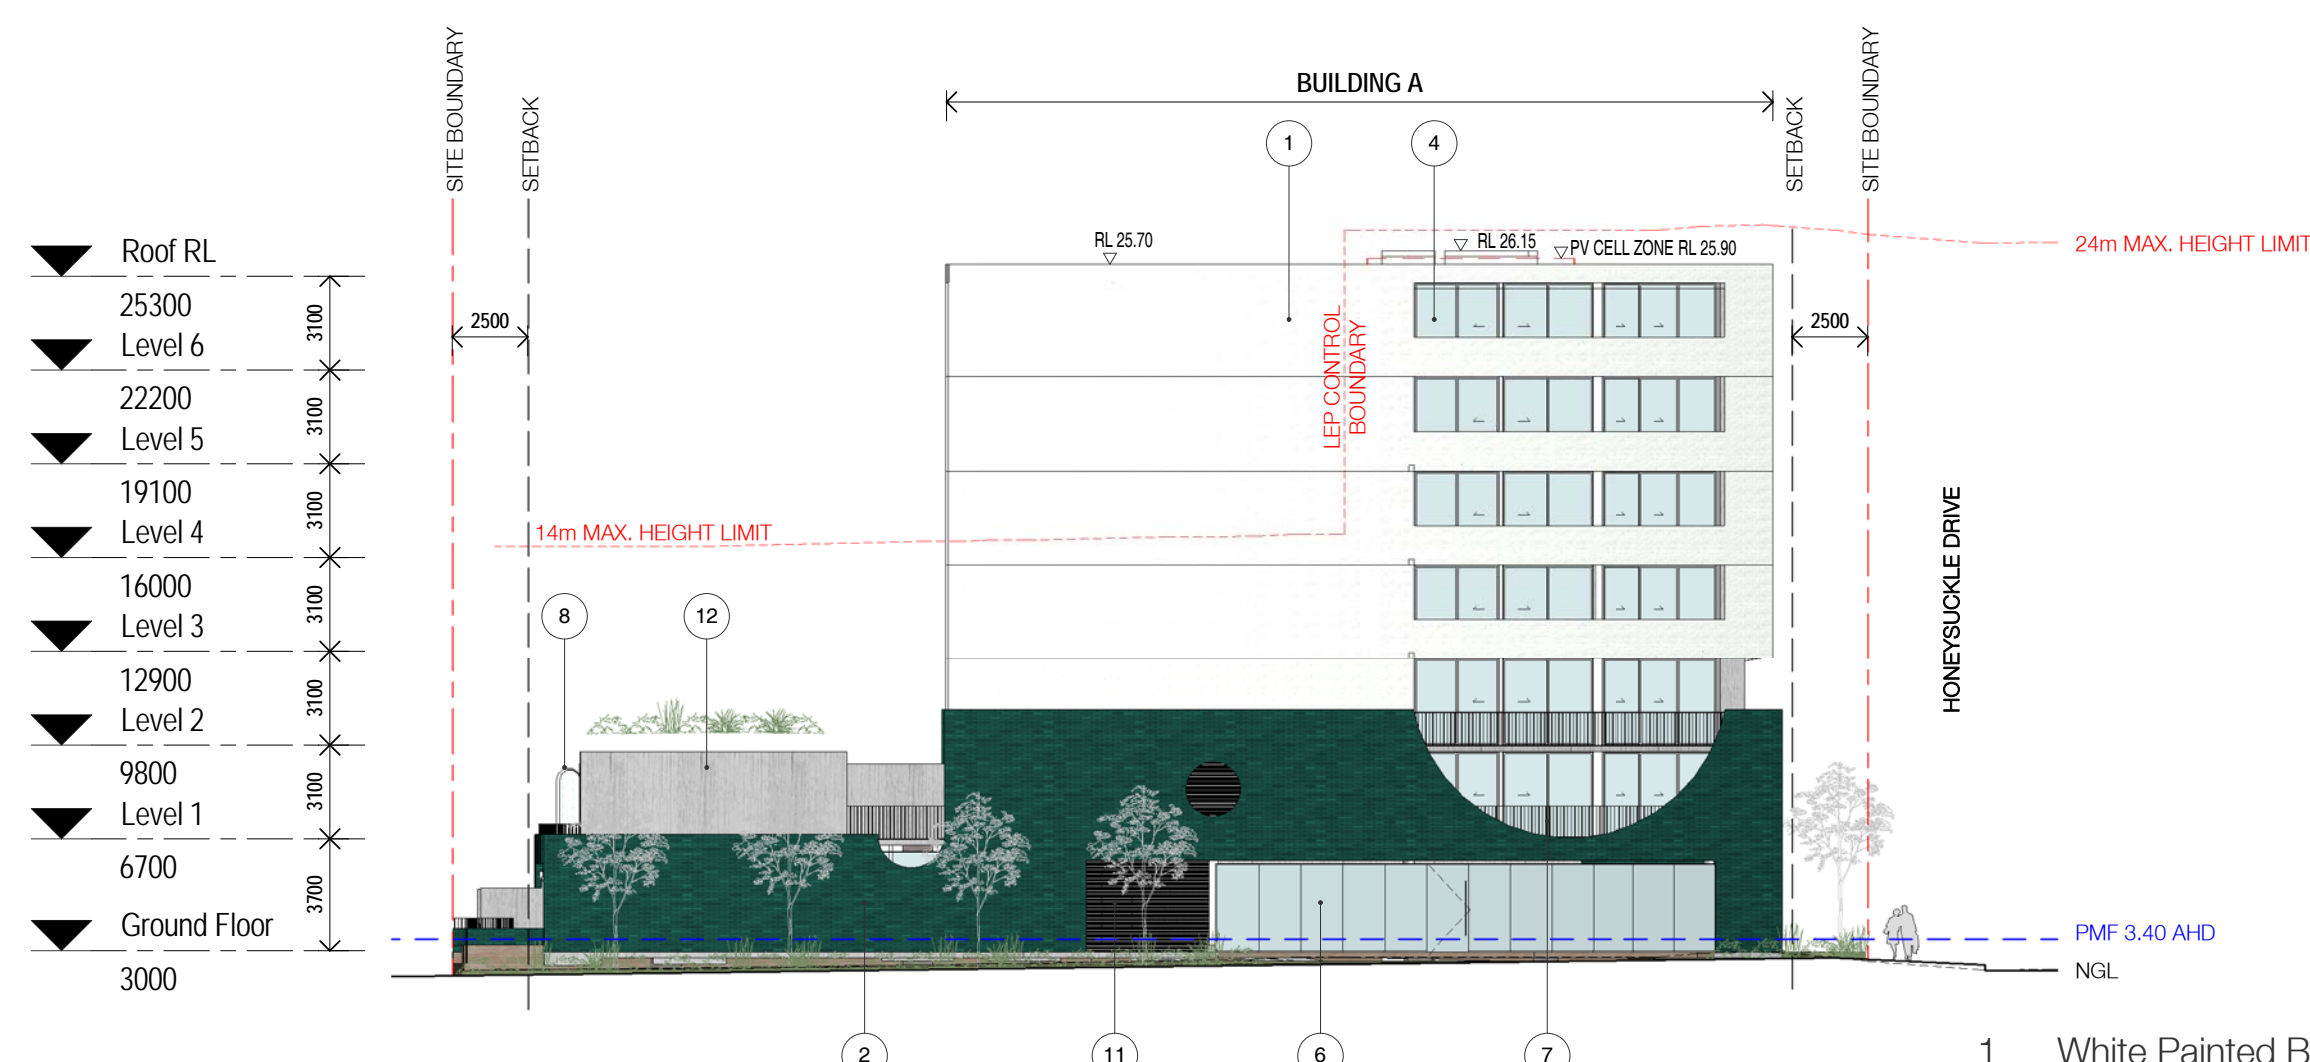 SITE BOUNDARY
SETBACK
BUILDING A
SETBACK
SITE BOUNDARY
1
4
Roof RL
25300
Level 6
22200
Level 5
19100
Level 4
16000
Level 3
12900
Level 2
9800
Level 1
6700
Ground Floor
3000
3100
3100
3100
3100
3100
3100
3700
2500
2500
RL 25.70
RL 26.15
PV CELL ZONE RL 25.90
24m MAX. HEIGHT LIMIT
LEP CONTROL
BOUNDARY
14m MAX. HEIGHT LIMIT
HONEYSUCKLE DRIVE
8
12
PMF 3.40 AHD
NGL
2
11
6
7
1 White Painted B